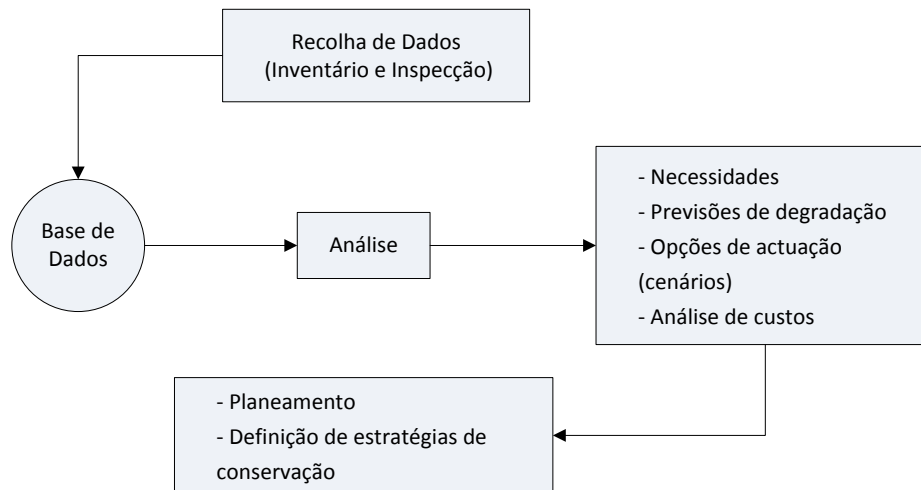 Recolha de Dados
(Inventário e Inspecção)
Base de
Dados
Análise
- Necessidades
- Previsões de degradação
- Opções de actuação
(cenários)
- Análise de custos
- Planeamento
- Definição de estratégias de
conservação